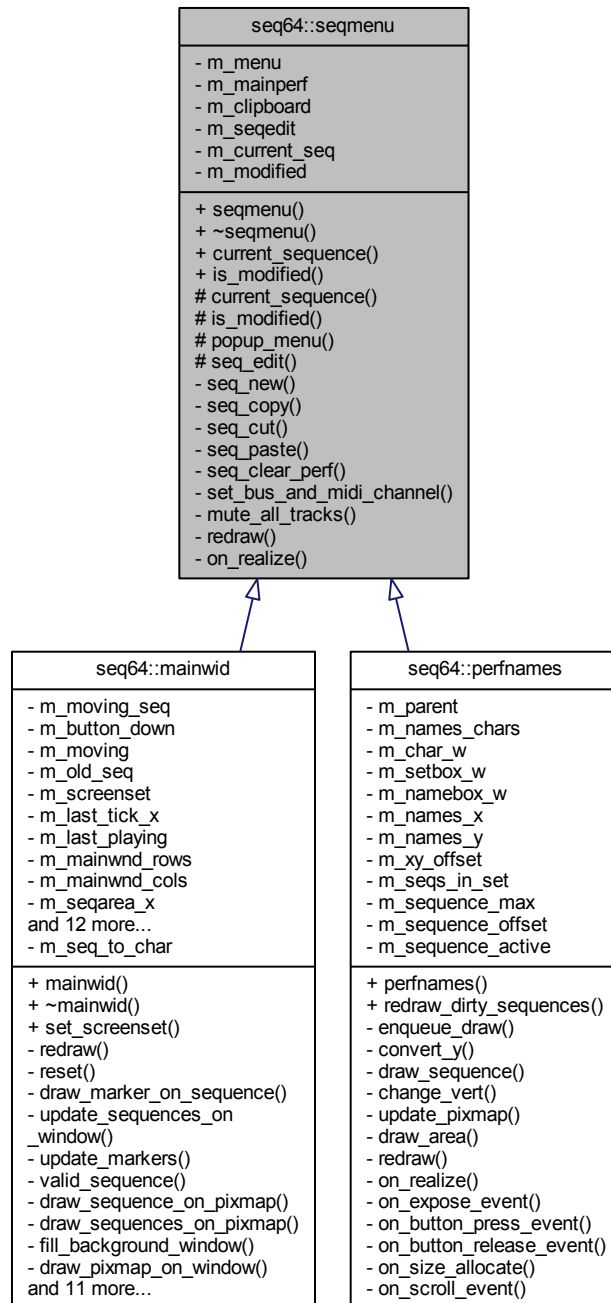 seq64::seqmenu
- m_menu
- m_mainperf
- m_clipboard
- m_seqedit
- m_current_seq
- m_modified
+ seqmenu()
+ ~seqmenu()
+ current_sequence()
+ is_modified()
# current_sequence()
# is_modified()
# popup_menu()
# seq_edit()
- seq_new()
- seq_copy()
- seq_cut()
- seq_paste()
- seq_clear_perf()
- set_bus_and_midi_channel()
- mute_all_tracks()
- redraw()
- on_realize()
seq64::mainwid
- m_moving_seq
- m_button_down
- m_moving
- m_old_seq
- m_screenset
- m_last_tick_x
- m_last_playing
- m_mainwnd_rows
- m_mainwnd_cols
- m_seqarea_x
and 12 more...
- m_seq_to_char
+ mainwid()
+ ~mainwid()
+ set_screenset()
- redraw()
- reset()
- draw_marker_on_sequence()
- update_sequences_on
_window()
- update_markers()
- valid_sequence()
- draw_sequence_on_pixmap()
- draw_sequences_on_pixmap()
- fill_background_window()
- draw_pixmap_on_window()
and 11 more...
seq64::perfnames
- m_parent
- m_names_chars
- m_char_w
- m_setbox_w
- m_namebox_w
- m_names_x
- m_names_y
- m_xy_offset
- m_seqs_in_set
- m_sequence_max
- m_sequence_offset
- m_sequence_active
+ perfnames()
+ redraw_dirty_sequences()
- enqueue_draw()
- convert_y()
- draw_sequence()
- change_vert()
- update_pixmap()
- draw_area()
- redraw()
- on_realize()
- on_expose_event()
- on_button_press_event()
- on_button_release_event()
- on_size_allocate()
- on_scroll_event()